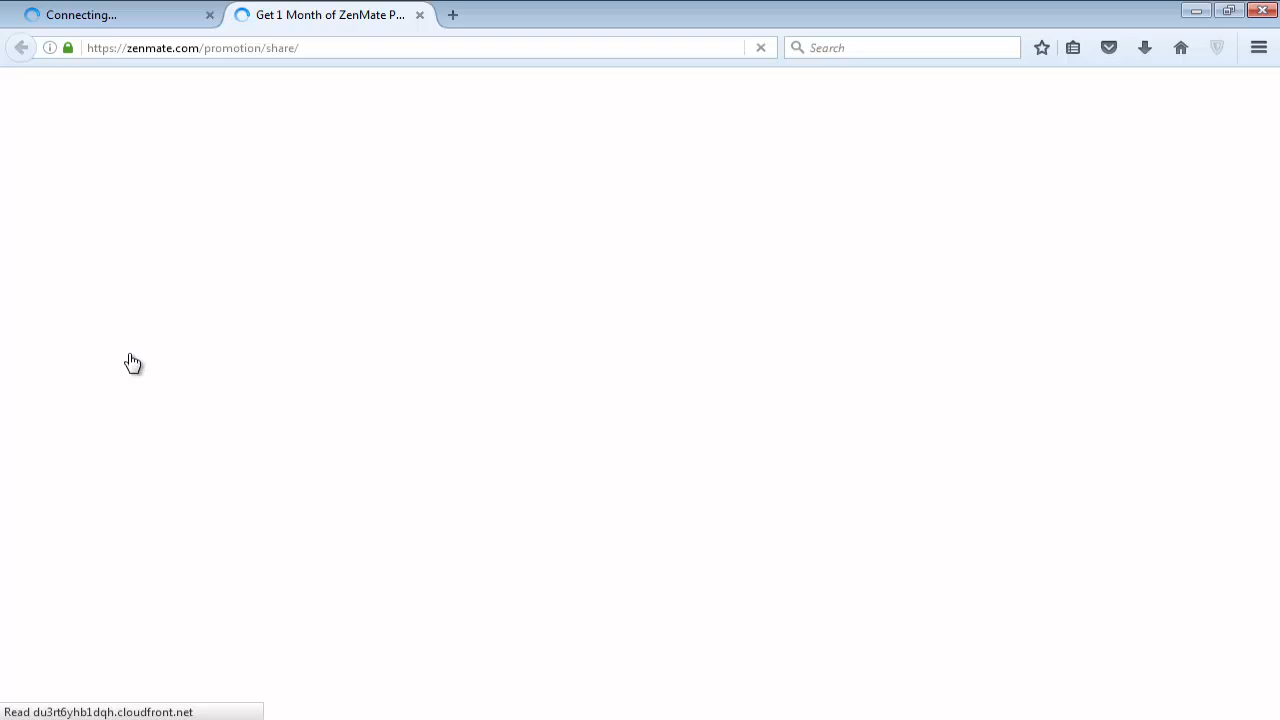 Connecting...
Get 1 Month of ZenMate P...
https://zenmate.com/promotion/share/
Search
Read du3rt6yhb1dqh.cloudfront.net